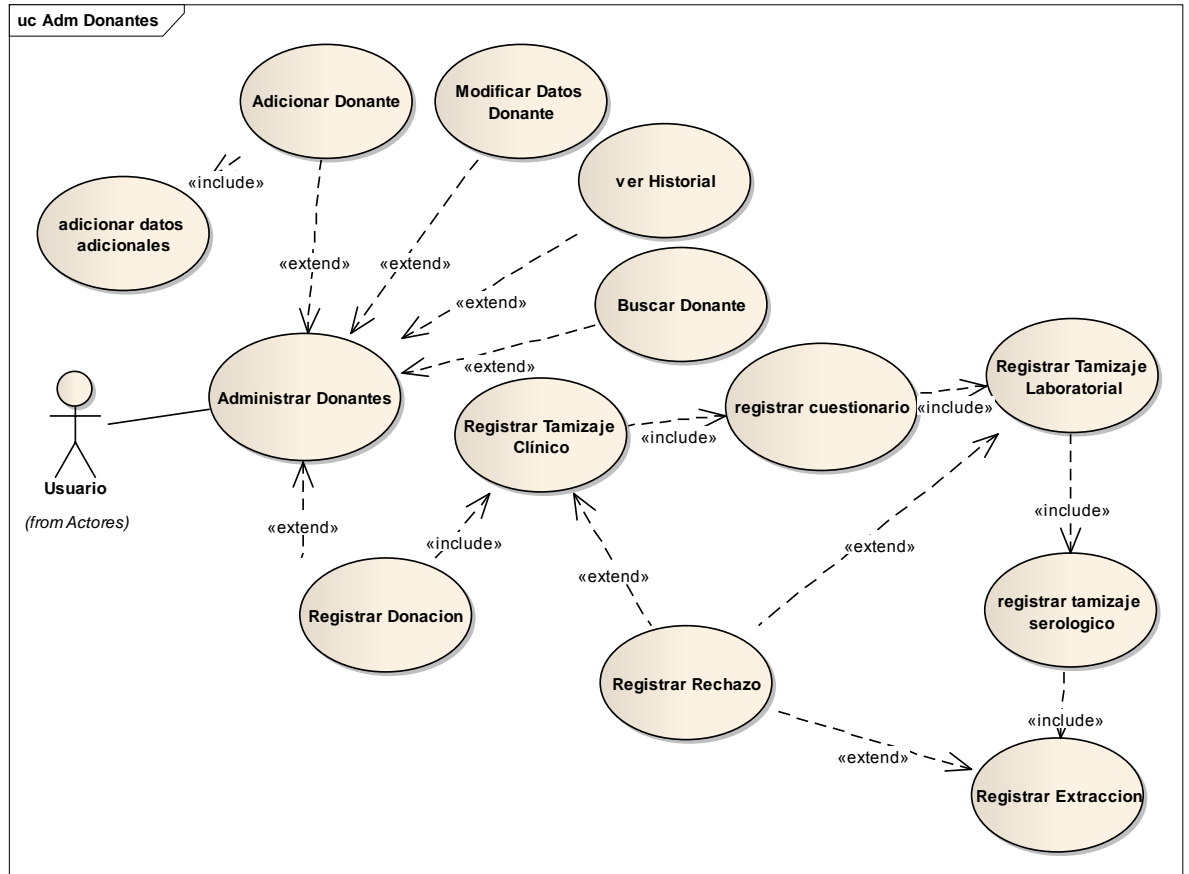 uc Adm Donantes
Adicionar Donante
Modificar Datos
Donante
ver Historial
«include»
adicionar datos
adicionales
«extend»
«extend»
«extend»
Buscar Donante
«extend»
Administrar Donantes
Usuario
(from Actores)
Registrar Tamizaje
Clínico
«include»
registrar cuestionario
«include»
Registrar Tamizaje
Laboratorial
«extend»
«include»
«include»
«extend»
«extend»
Registrar Donacion
registrar tamizaje
serologico
Registrar Rechazo
«include»
«extend»
Registrar Extraccion